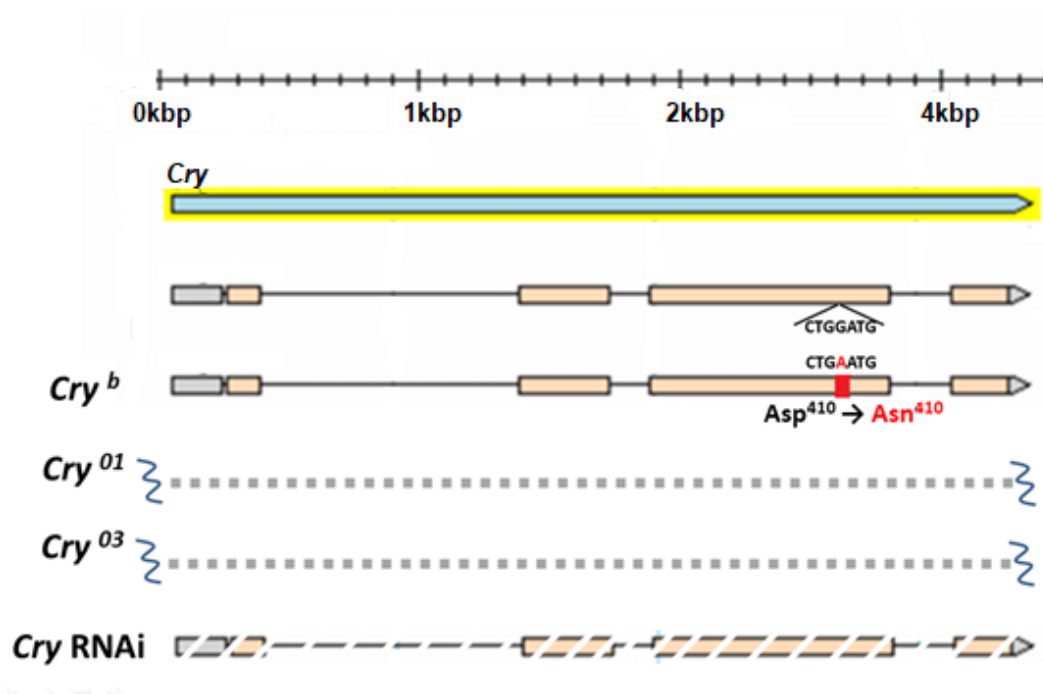 0kbp 1kbp 2kbp 4kbp
Cry
CTGGATG
CTGAATG
Cry b
Asp410 → Asn410
Cry 01
Cry 03
Cry RNAi